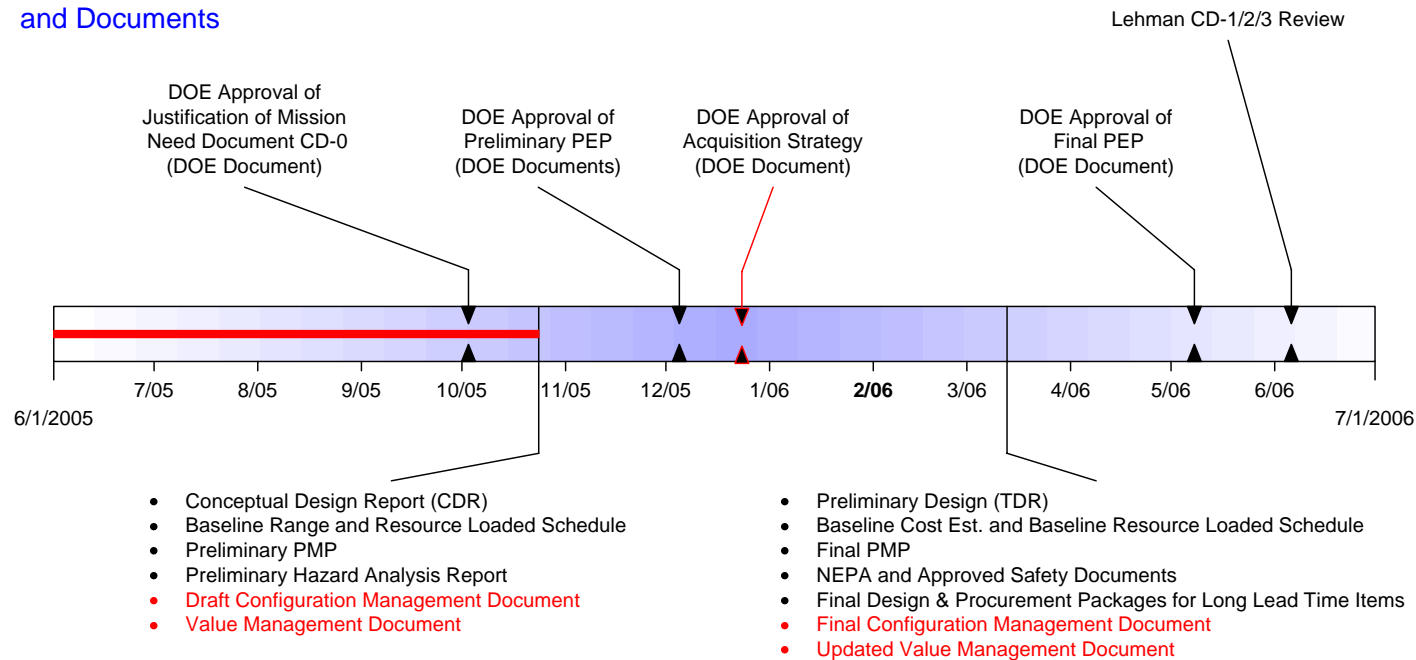 and Documents
Lehman CD-1/2/3 Review
DOE Approval of
Justification of Mission
Need Document CD-0
(DOE Document)
DOE Approval of
Preliminary PEP
(DOE Documents)
DOE Approval of
Acquisition Strategy
(DOE Document)
DOE Approval of
Final PEP
(DOE Document)
7/05
8/05
9/05
10/05
11/05
12/05
1/06
2/06
3/06
4/06
5/06
6/06
6/1/2005
7/1/2006
• Conceptual Design Report (CDR)
• Baseline Range and Resource Loaded Schedule
• Preliminary PMP
• Preliminary Hazard Analysis Report
• Draft Configuration Management Document
• Value Management Document
• Preliminary Design (TDR)
• Baseline Cost Est. and Baseline Resource Loaded Schedule
• Final PMP
• NEPA and Approved Safety Documents
• Final Design & Procurement Packages for Long Lead Time Items
• Final Configuration Management Document
• Updated Value Management Document